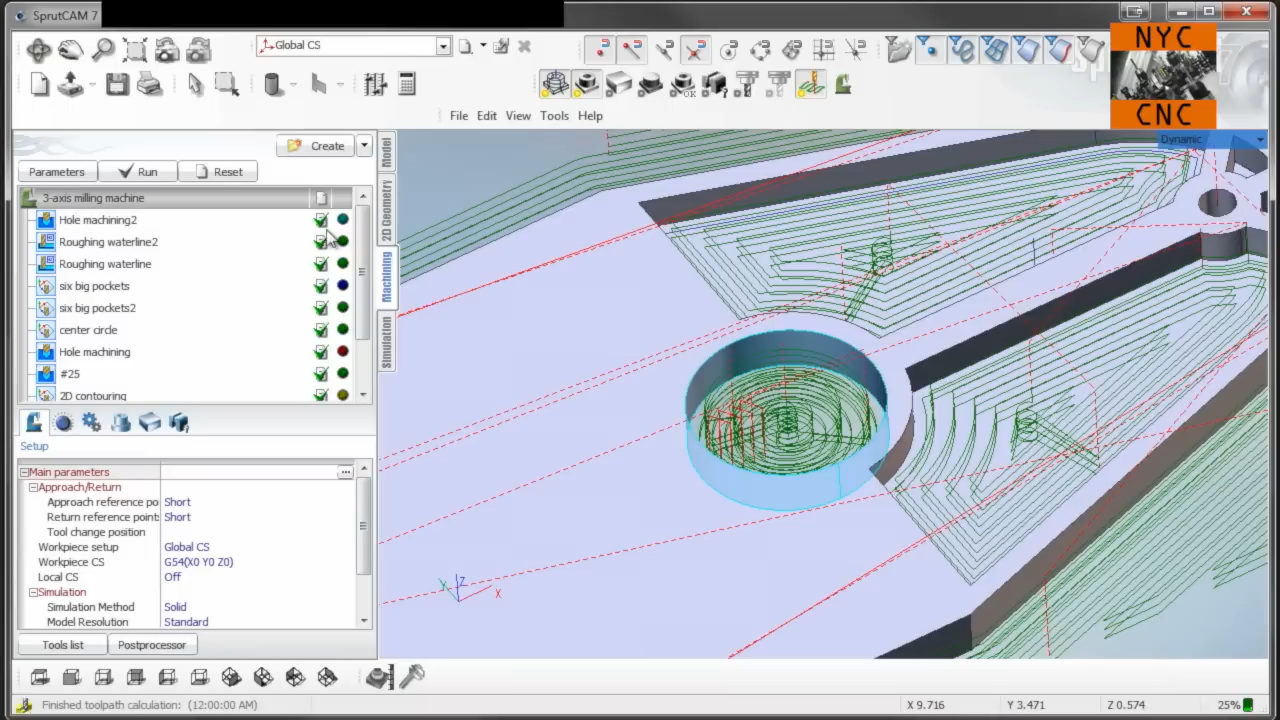 SprutCAM 7
Global CS
NYC
CNC
File Edit View Tools Help
Dynamic
Create
Parameters Run Reset
3-axis milling machine
Hole machining2
Roughing waterline2
Roughing waterline
six big pockets
six big pockets2
center circle
Hole machining
#25
2D contouring
Model
2D Geometry
Machining
Simulation
Setup
Main parameters
Approach/Return
Approach reference po Short
Return reference point: Short
Tool change position
Workpiece setup Global CS
Workpiece CS G54(X0 Y0 Z0)
Local CS Off
Simulation
Simulation Method Solid
Model Resolution Standard
Tools list Postprocessor
Z
Y
X
Finished toolpath calculation: (12:00:00 AM) X 9.716 Y 3.471 Z 0.574 25%